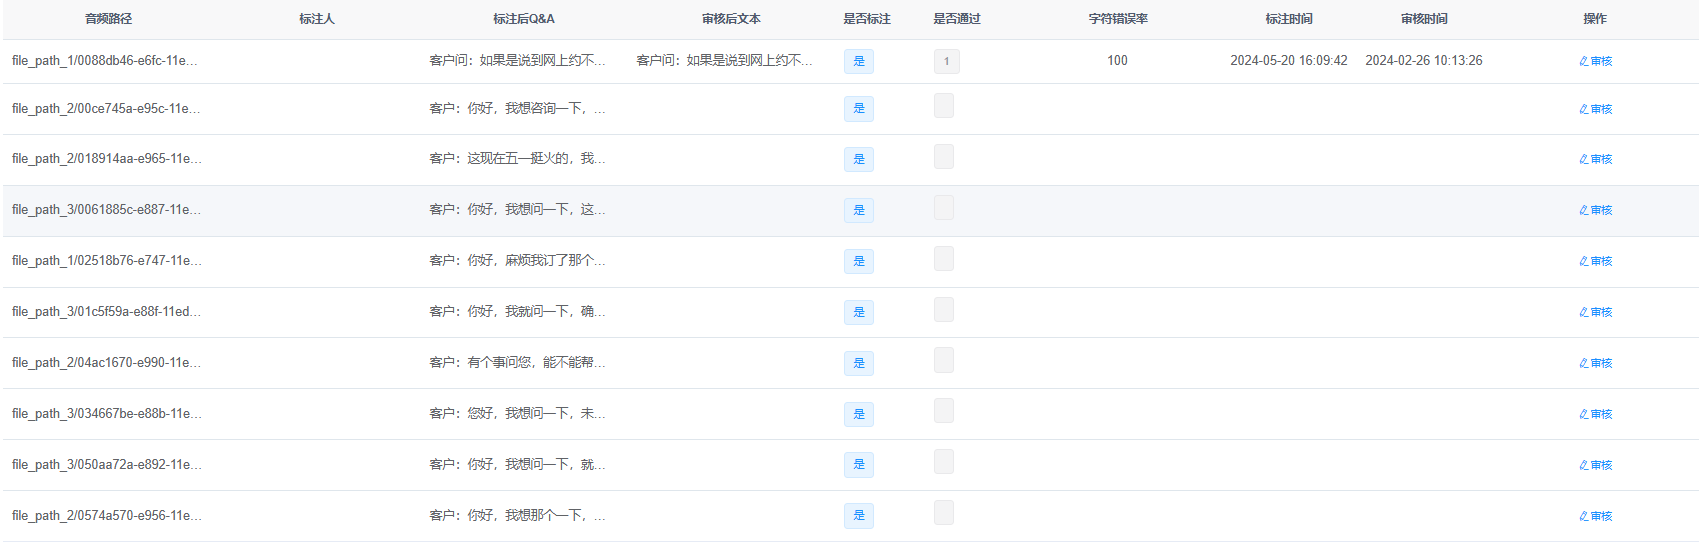 音频路径 标注人 标注后Q&A 审核后文本 是否标注 是否通过 字符错误率 标注时间 审核时间 操作
file_path_1/0088db46-e6fc-11e... 客户问：如果是说到网上约不... 客户问：如果是说到网上约不... 是 1 100 2024-05-20 16:09:42 2024-02-26 10:13:26 审核
file_path_2/00ce745a-e95c-11e... 客户：你好，我想咨询一下，... 是 审核
file_path_2/018914aa-e965-11e... 客户：这现在五一挺火的，我... 是 审核
file_path_3/0061885c-e887-11e... 客户：你好，我想问一下，这... 是 审核
file_path_1/02518b76-e747-11e... 客户：你好，麻烦我订了那个... 是 审核
file_path_3/01c5f59a-e88f-11ed... 客户：你好，我就问一下，确... 是 审核
file_path_2/04ac1670-e990-11e... 客户：有个事问您，能不能帮... 是 审核
file_path_3/034667be-e88b-11e... 客户：您好，我想问一下，未... 是 审核
file_path_3/050aa72a-e892-11e... 客户：你好，我想问一下，就... 是 审核
file_path_2/0574a570-e956-11e... 客户：你好，我想那个一下，... 是 审核